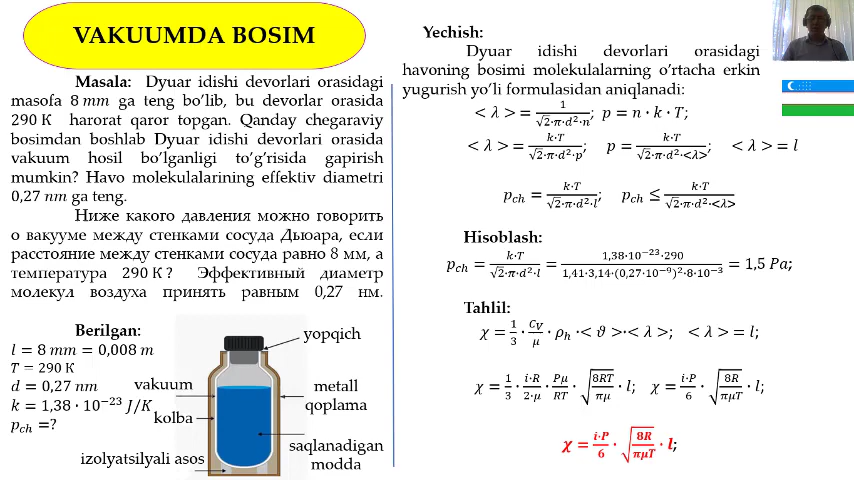 VAKUUMDA BOSIM
Masala: Dyuar idishi devorlari orasidagi
masofa 8 mm ga teng bo'lib, bu devorlar orasida
290 К harorat qaror topgan. Qanday chegaraviy
bosimdan boshlab Dyuar idishi devorlari orasida
vakuum hosil bo'lganligi to'g'risida gapirish
mumkin? Havo molekulalarining effektiv diametri
0,27 nm ga teng.
Ниже какого давления можно говорить
о вакууме между стенками сосуда Дьюара, если
расстояние между стенками сосуда равно 8 мм, а
температура 290 К? Эффективный диаметр
молекул воздуха принять равным 0,27 нм.
Berilgan:
l = 8 mm = 0,008 m
T = 290 К
d = 0,27 nm
k = 1,38 · 10⁻²³ J/K
p_ch =?
yopqich
vakuum
metall
qoplama
kolba
saqlanadigan
modda
izolyatsilyali asos
Yechish:
Dyuar idishi devorlari orasidagi
havoning bosimi molekulalarning o'rtacha erkin
yugurish yo'li formulasidan aniqlanadi:
< λ > = 1/(√2·π·d²·n); p = n · k · T;
< λ > = k·T/(√2·π·d²·p); p = k·T/(√2·π·d²·<λ>); < λ > = l
p_ch = k·T/(√2·π·d²·l); p_ch ≤ k·T/(√2·π·d²·<λ>)
Hisoblash:
p_ch = k·T/(√2·π·d²·l) = 1,38·10⁻²³·290/(1,41·3,14·(0,27·10⁻⁹)²·8·10⁻³) = 1,5 Pa;
Tahlil:
χ = 1/3 · C_V/μ · ρ_h · < ϑ > · < λ >; < λ > = l;
χ = 1/3 · i·R/(2·μ) · Pμ/RT · √(8RT/πμ) · l; χ = i·P/6 · √(8R/πμT) · l;
χ = i·P/6 · √(8R/πμT) · l;